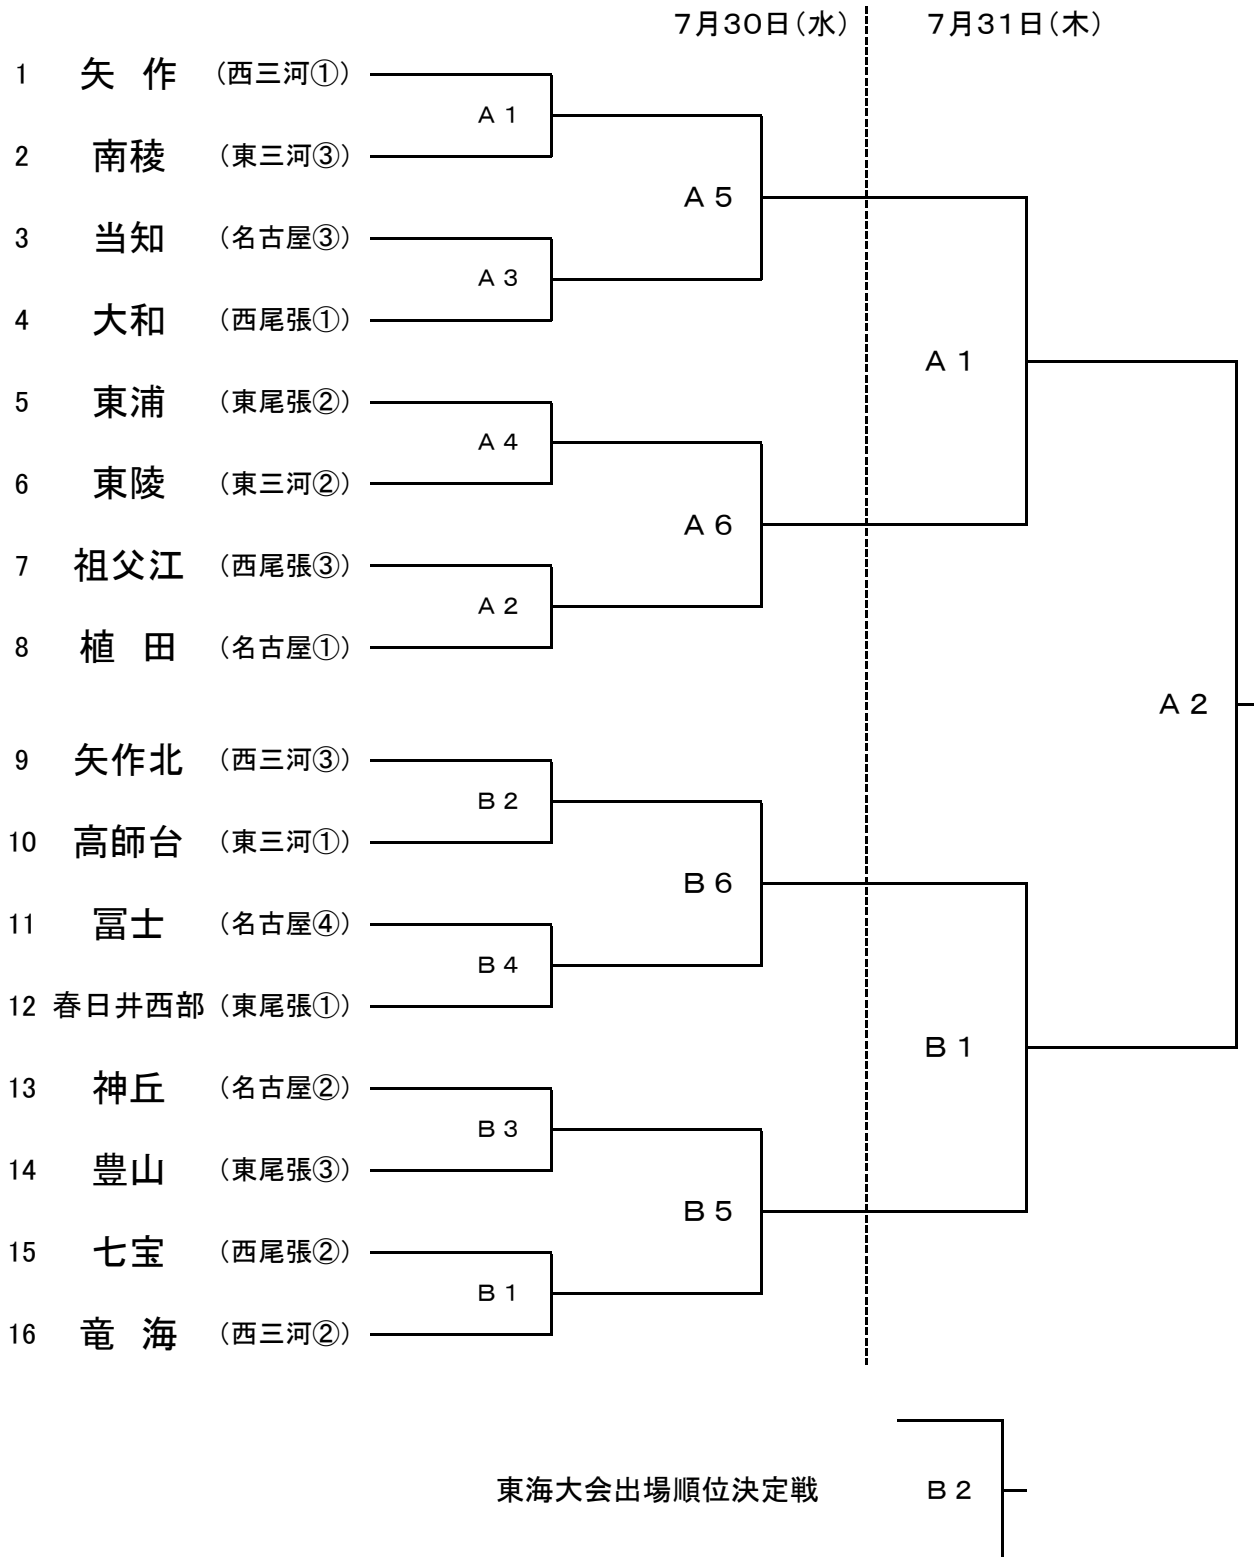 7月30日(水) 7月31日(木)
1 矢 作 (西三河①)
A 1
2 南稜 (東三河③)
A 5
3 当知 (名古屋③)
A 3
4 大和 (西尾張①)
A 1
5 東浦 (東尾張②)
A 4
6 東陵 (東三河②)
A 6
7 祖父江 (西尾張③)
A 2
8 植 田 (名古屋①)
A 2
9 矢作北 (西三河③)
B 2
10 高師台 (東三河①)
B 6
11 冨士 (名古屋④)
B 4
12 春日井西部 (東尾張①)
B 1
13 神丘 (名古屋②)
B 3
14 豊山 (東尾張③)
B 5
15 七宝 (西尾張②)
B 1
16 竜 海 (西三河②)
東海大会出場順位決定戦 B 2